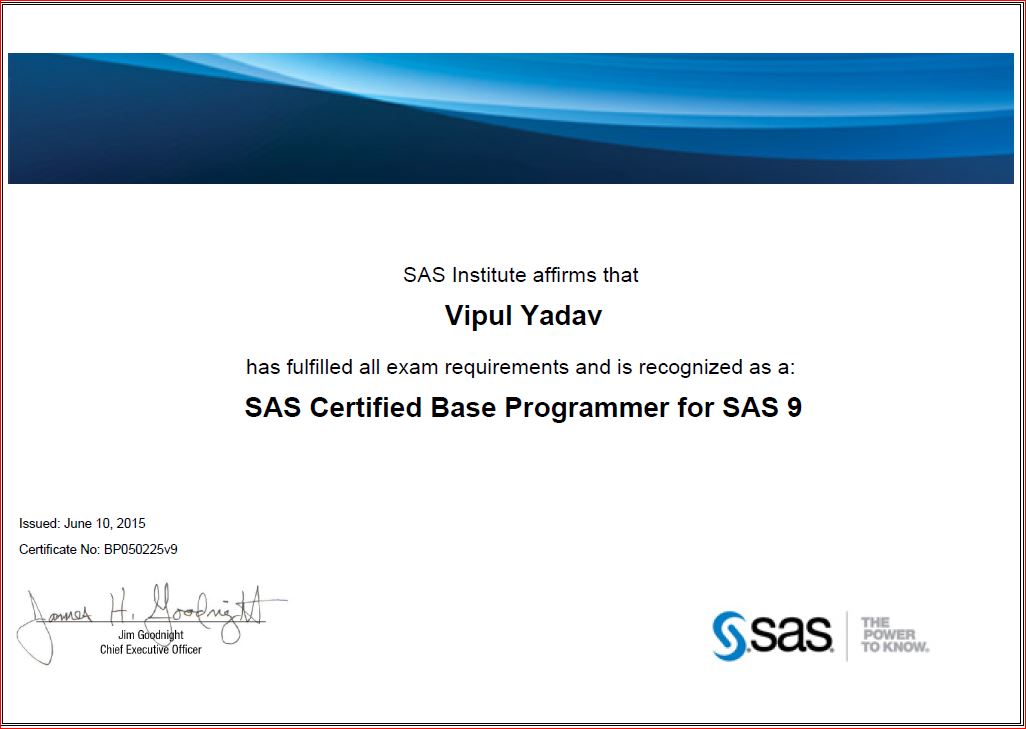 SAS Institute affirms that
Vipul Yadav
has fulfilled all exam requirements and is recognized as a:
SAS Certified Base Programmer for SAS 9
Issued: June 10, 2015
Certificate No: BP050225v9
James H. Goodnight
Jim Goodnight
Chief Executive Officer
sas
THE
POWER
TO KNOW.